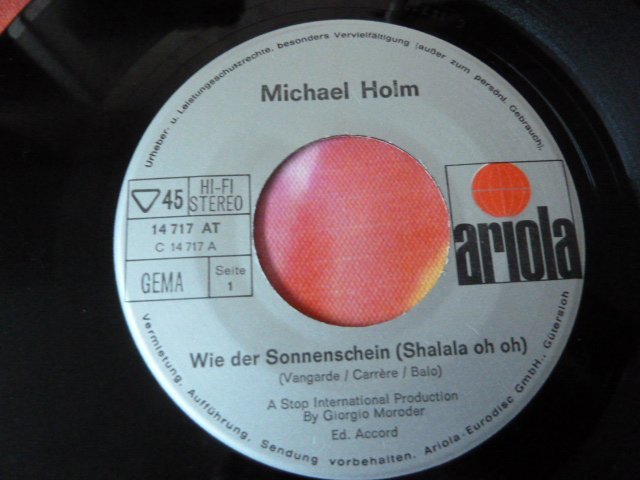 Urheber- u. Leistungsschutzrechte, besonders Vervielfältigung (außer zum persönl. Gebrauch),
Michael Holm
45
HI-FI
STEREO
14 717 AT
C 14 717 A
GEMA
Seite
1
ariola
Wie der Sonnenschein (Shalala oh oh)
(Vangarde / Carrère / Balo)
A Stop International Production
By Giorgio Moroder
Ed. Accord
Vermietung, Aufführung, Sendung vorbehalten. Ariola-Eurodisc GmbH., Gütersloh